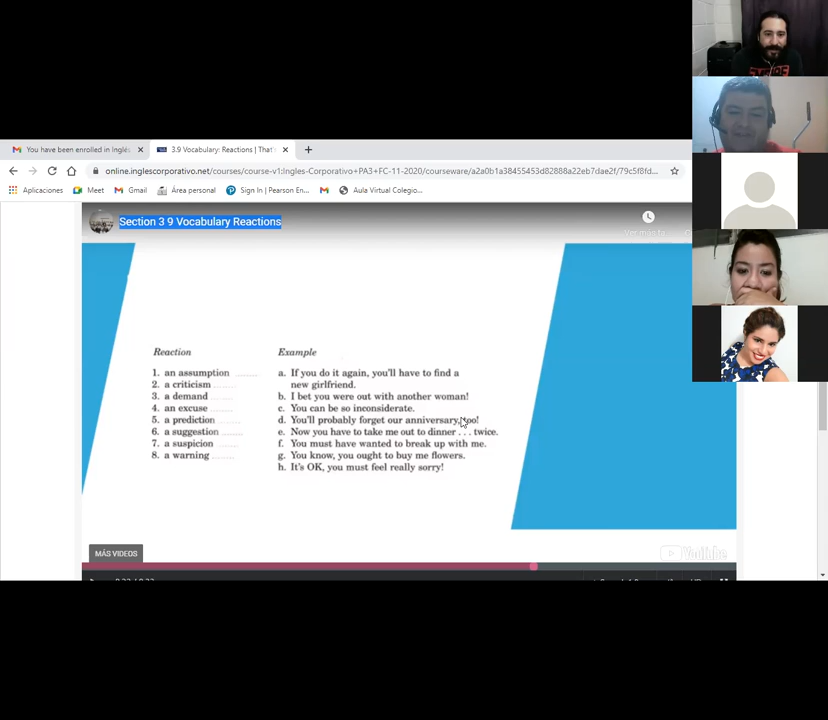 You have been enrolled in Inglés
3.9 Vocabulary: Reactions | That'
online.inglescorporativo.net/courses/course-v1:Ingles-Corporativo+PA3+FC-11-2020/courseware/a2a0b1a38455453d82888a22eb7dae2f/79c5f8fd...
Aplicaciones Meet Gmail Área personal Sign In | Pearson En... Aula Virtual Colegio...
Section 3 9 Vocabulary Reactions
Ver más ta
Reaction Example
1. an assumption ........ a. If you do it again, you'll have to find a
new girlfriend.
2. a criticism ........
3. a demand ........ b. I bet you were out with another woman!
4. an excuse ........ c. You can be so inconsiderate.
5. a prediction ........ d. You'll probably forget our anniversary, too!
6. a suggestion ........ e. Now you have to take me out to dinner . . . twice.
7. a suspicion ........ f. You must have wanted to break up with me.
8. a warning ........ g. You know, you ought to buy me flowers.
h. It's OK, you must feel really sorry!
MÁS VIDEOS
YouTube